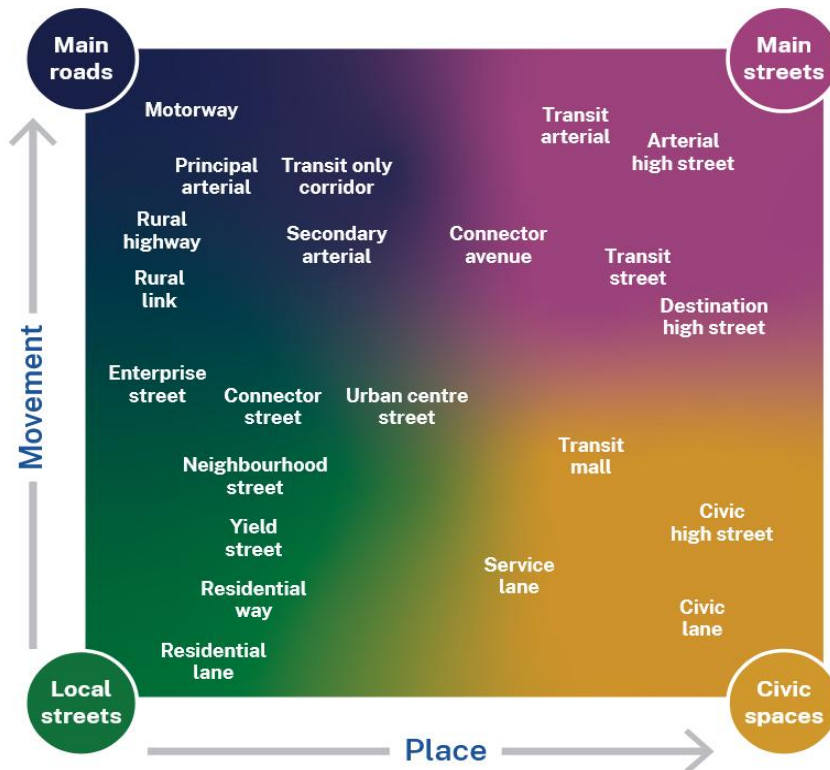 Main
roads
Main
streets
Motorway
Transit
arterial
Arterial
high street
Principal
arterial
Transit only
corridor
Rural
highway
Secondary
arterial
Connector
avenue
Transit
street
Rural
link
Destination
high street
Enterprise
street
Connector
street
Urban centre
street
Transit
mall
Neighbourhood
street
Civic
high street
Yield
street
Service
lane
Residential
way
Civic
lane
Residential
lane
Local
streets
Civic
spaces
Movement
Place